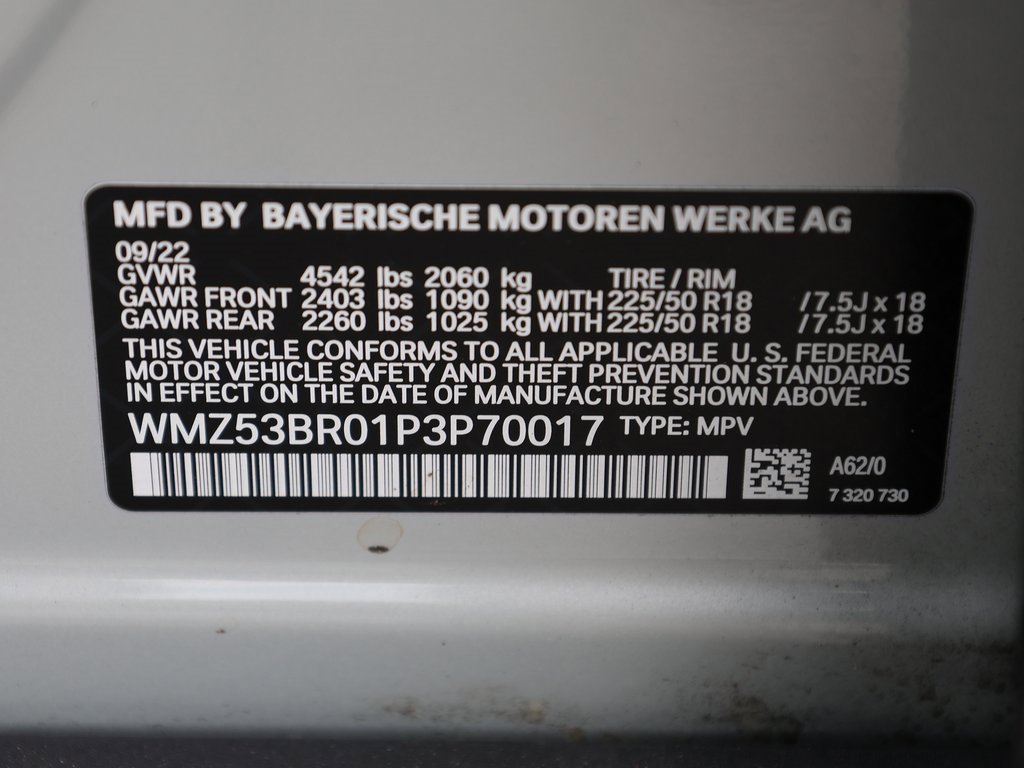 MFD BY BAYERISCHE MOTOREN WERKE AG
09/22
GVWR 4542 lbs 2060 kg TIRE / RIM
GAWR FRONT 2403 lbs 1090 kg WITH 225/50 R18 /7.5J x 18
GAWR REAR 2260 lbs 1025 kg WITH 225/50 R18 /7.5J x 18
THIS VEHICLE CONFORMS TO ALL APPLICABLE U. S. FEDERAL
MOTOR VEHICLE SAFETY AND THEFT PREVENTION STANDARDS
IN EFFECT ON THE DATE OF MANUFACTURE SHOWN ABOVE.
WMZ53BR01P3P70017 TYPE: MPV
A62/0
7 320 730